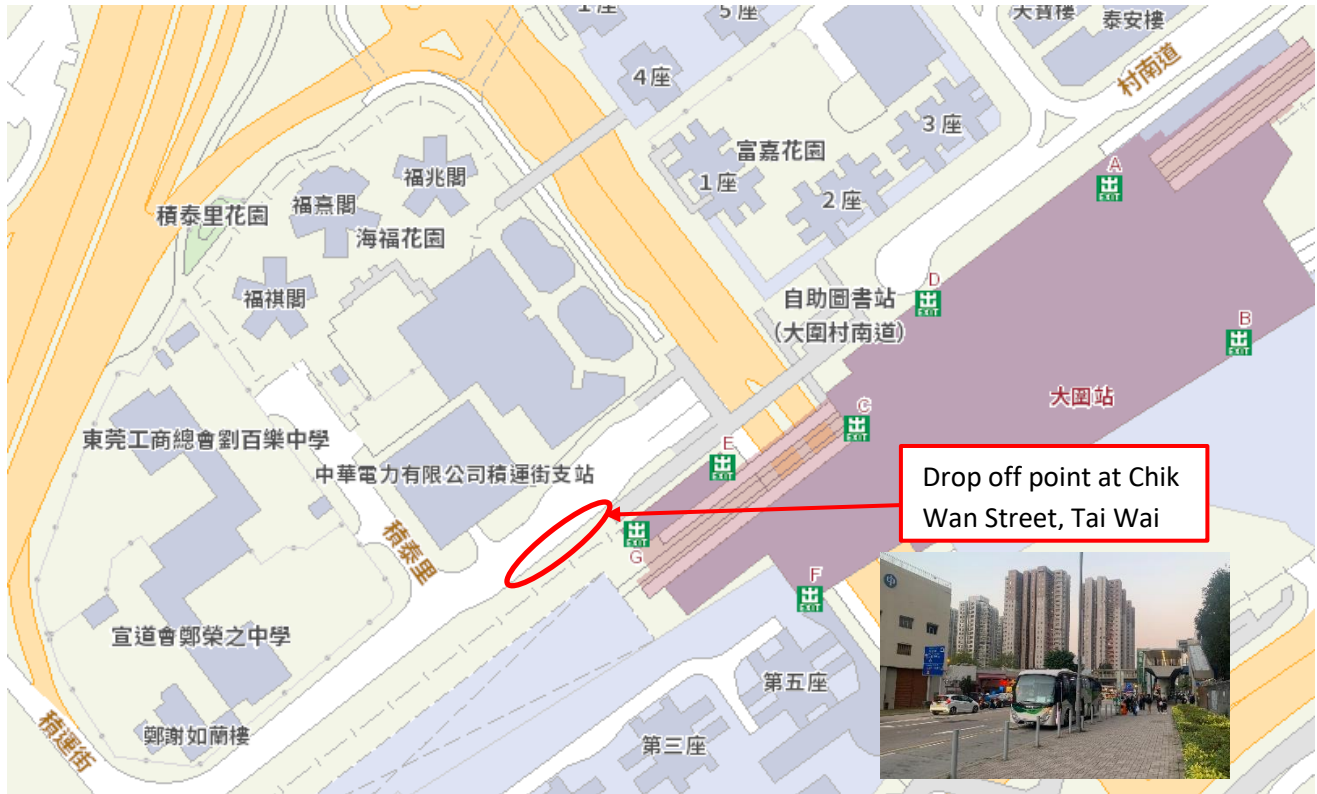 1座
5座
天寶樓
泰安樓
村南道
4座
3座
富嘉花園
1座
2座
福兆閣
福熹閣
積泰里花園
海福花園
福祺閣
A
出
EXIT
D
出
EXIT
自助圖書站
(大圍村南道)
B
出
EXIT
大圍站
C
出
EXIT
東莞工商總會劉百樂中學
E
出
EXIT
中華電力有限公司積運街支站
Drop off point at Chik
Wan Street, Tai Wai
出
EXIT
G
積泰里
F
出
EXIT
宣道會鄭榮之中學
第五座
鄭謝如蘭樓
積運街
第三座